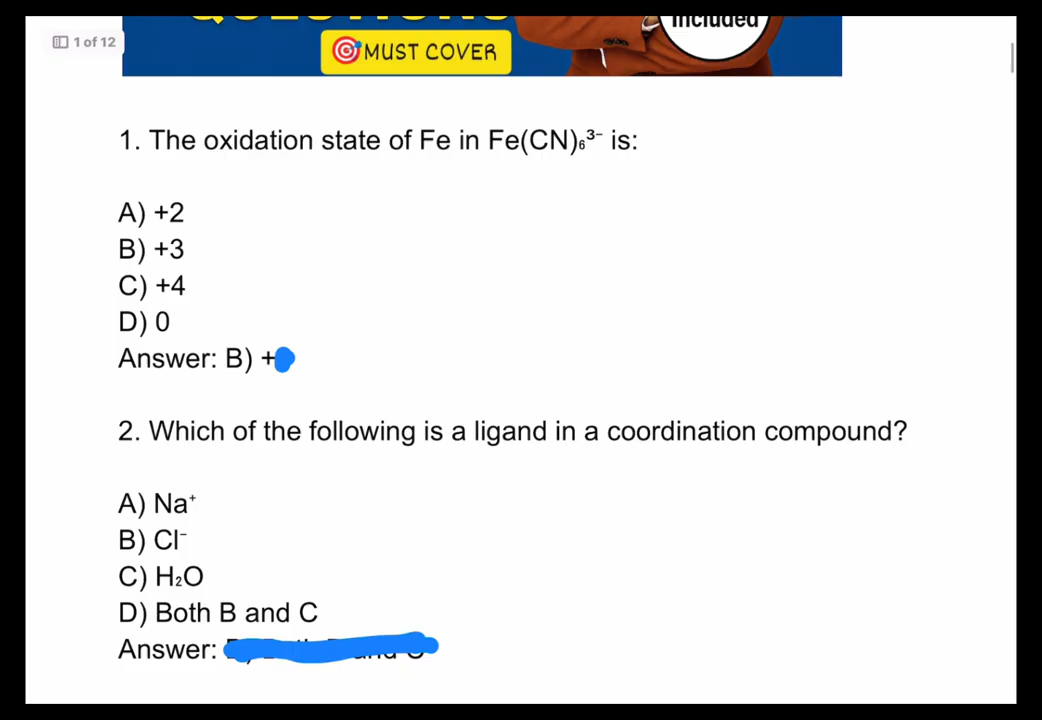 included
1 of 12
MUST COVER
1. The oxidation state of Fe in Fe(CN)₆³⁻ is:
A) +2
B) +3
C) +4
D) 0
Answer: B) +
2. Which of the following is a ligand in a coordination compound?
A) Na⁺
B) Cl⁻
C) H₂O
D) Both B and C
Answer: